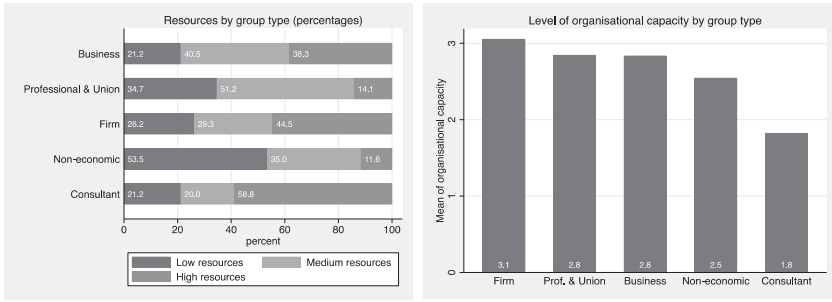 Resources by group type (percentages)
Business 21.2 40.5 38.3
Professional & Union 34.7 51.2 14.1
Firm 26.2 29.3 44.5
Non-economic 53.5 35.0 11.6
Consultant 21.2 20.0 58.8
0 20 40 60 80 100
percent
Low resources Medium resources
High resources
Level of organisational capacity by group type
Mean of organisational capacity
3
2
1
0
3.1 2.8 2.8 2.5 1.8
Firm Prof. & Union Business Non-economic Consultant